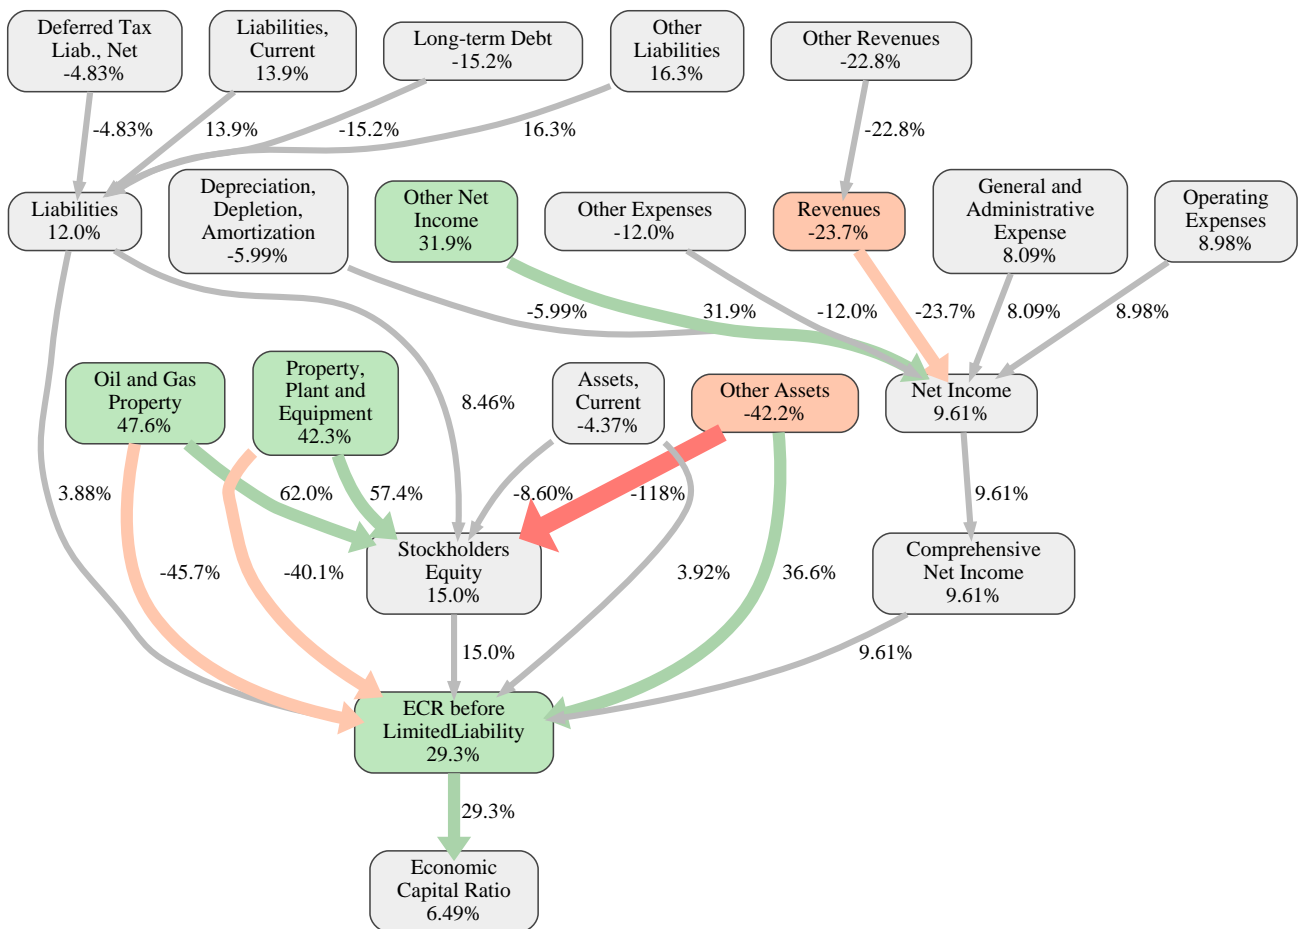 Deferred Tax
Liab., Net
-4.83%
Liabilities,
Current
13.9%
Long-term Debt
-15.2%
Other
Liabilities
16.3%
Other Revenues
-22.8%
-4.83%
13.9%
-15.2%
16.3%
-22.8%
Liabilities
12.0%
Depreciation,
Depletion,
Amortization
-5.99%
Other Net
Income
31.9%
Other Expenses
-12.0%
Revenues
-23.7%
General and
Administrative
Expense
8.09%
Operating
Expenses
8.98%
-5.99%
31.9%
-12.0%
-23.7%
8.09%
8.98%
Oil and Gas
Property
47.6%
Property,
Plant and
Equipment
42.3%
8.46%
Assets,
Current
-4.37%
Other Assets
-42.2%
Net Income
9.61%
3.88%
62.0%
57.4%
-8.60%
-118%
9.61%
-45.7%
-40.1%
Stockholders
Equity
15.0%
3.92%
36.6%
Comprehensive
Net Income
9.61%
15.0%
9.61%
ECR before
LimitedLiability
29.3%
29.3%
Economic
Capital Ratio
6.49%